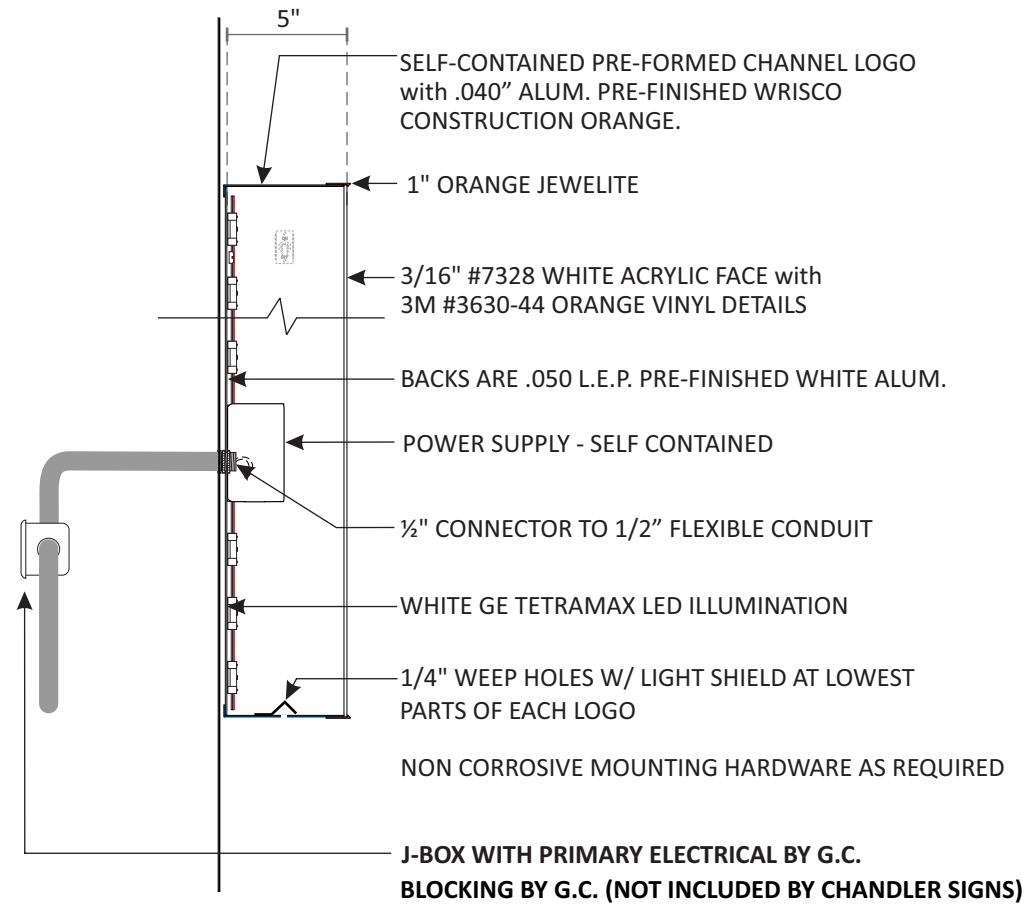 5"
SELF-CONTAINED PRE-FORMED CHANNEL LOGO
with .040” ALUM. PRE-FINISHED WRISCO
CONSTRUCTION ORANGE.
1" ORANGE JEWELITE
3/16" #7328 WHITE ACRYLIC FACE with
3M #3630-44 ORANGE VINYL DETAILS
BACKS ARE .050 L.E.P. PRE-FINISHED WHITE ALUM.
POWER SUPPLY - SELF CONTAINED
½" CONNECTOR TO 1/2” FLEXIBLE CONDUIT
WHITE GE TETRAMAX LED ILLUMINATION
1/4" WEEP HOLES W/ LIGHT SHIELD AT LOWEST
PARTS OF EACH LOGO
NON CORROSIVE MOUNTING HARDWARE AS REQUIRED
J-BOX WITH PRIMARY ELECTRICAL BY G.C.
BLOCKING BY G.C. (NOT INCLUDED BY CHANDLER SIGNS)